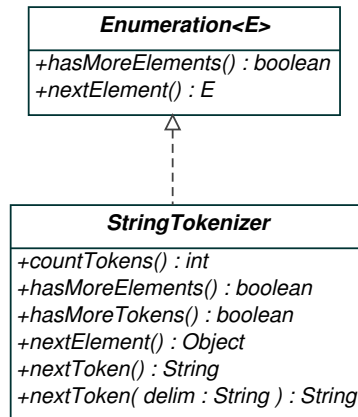 Enumeration<E>
+hasMoreElements() : boolean
+nextElement() : E
StringTokenizer
+countTokens() : int
+hasMoreElements() : boolean
+hasMoreTokens() : boolean
+nextElement() : Object
+nextToken() : String
+nextToken( delim : String ) : String